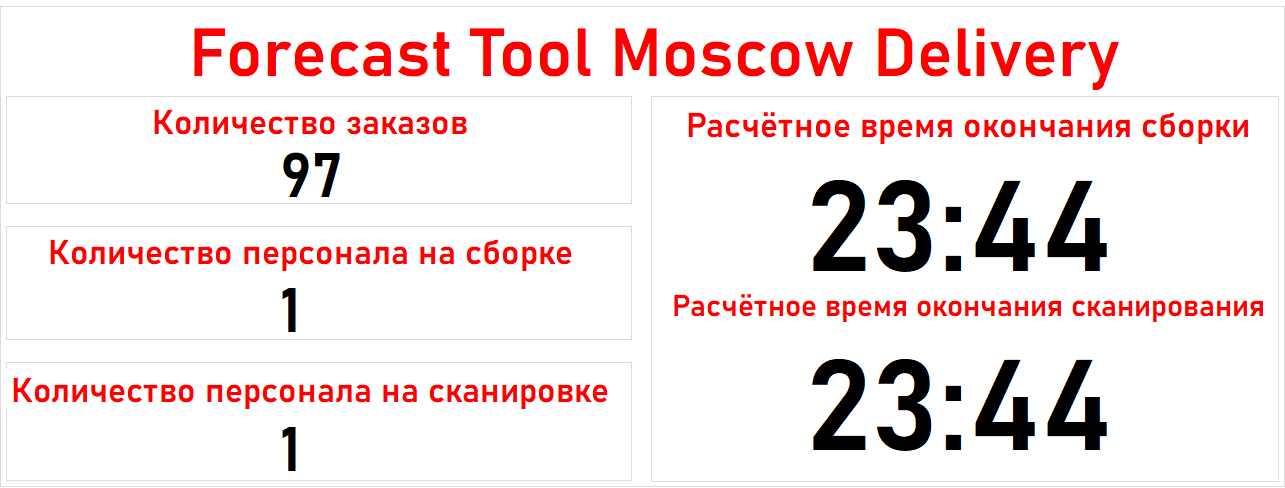 Forecast Tool Moscow Delivery
Количество заказов
97
Количество персонала на сборке
1
Количество персонала на сканировке
1
Расчётное время окончания сборки
23:44
Расчётное время окончания сканирования
23:44